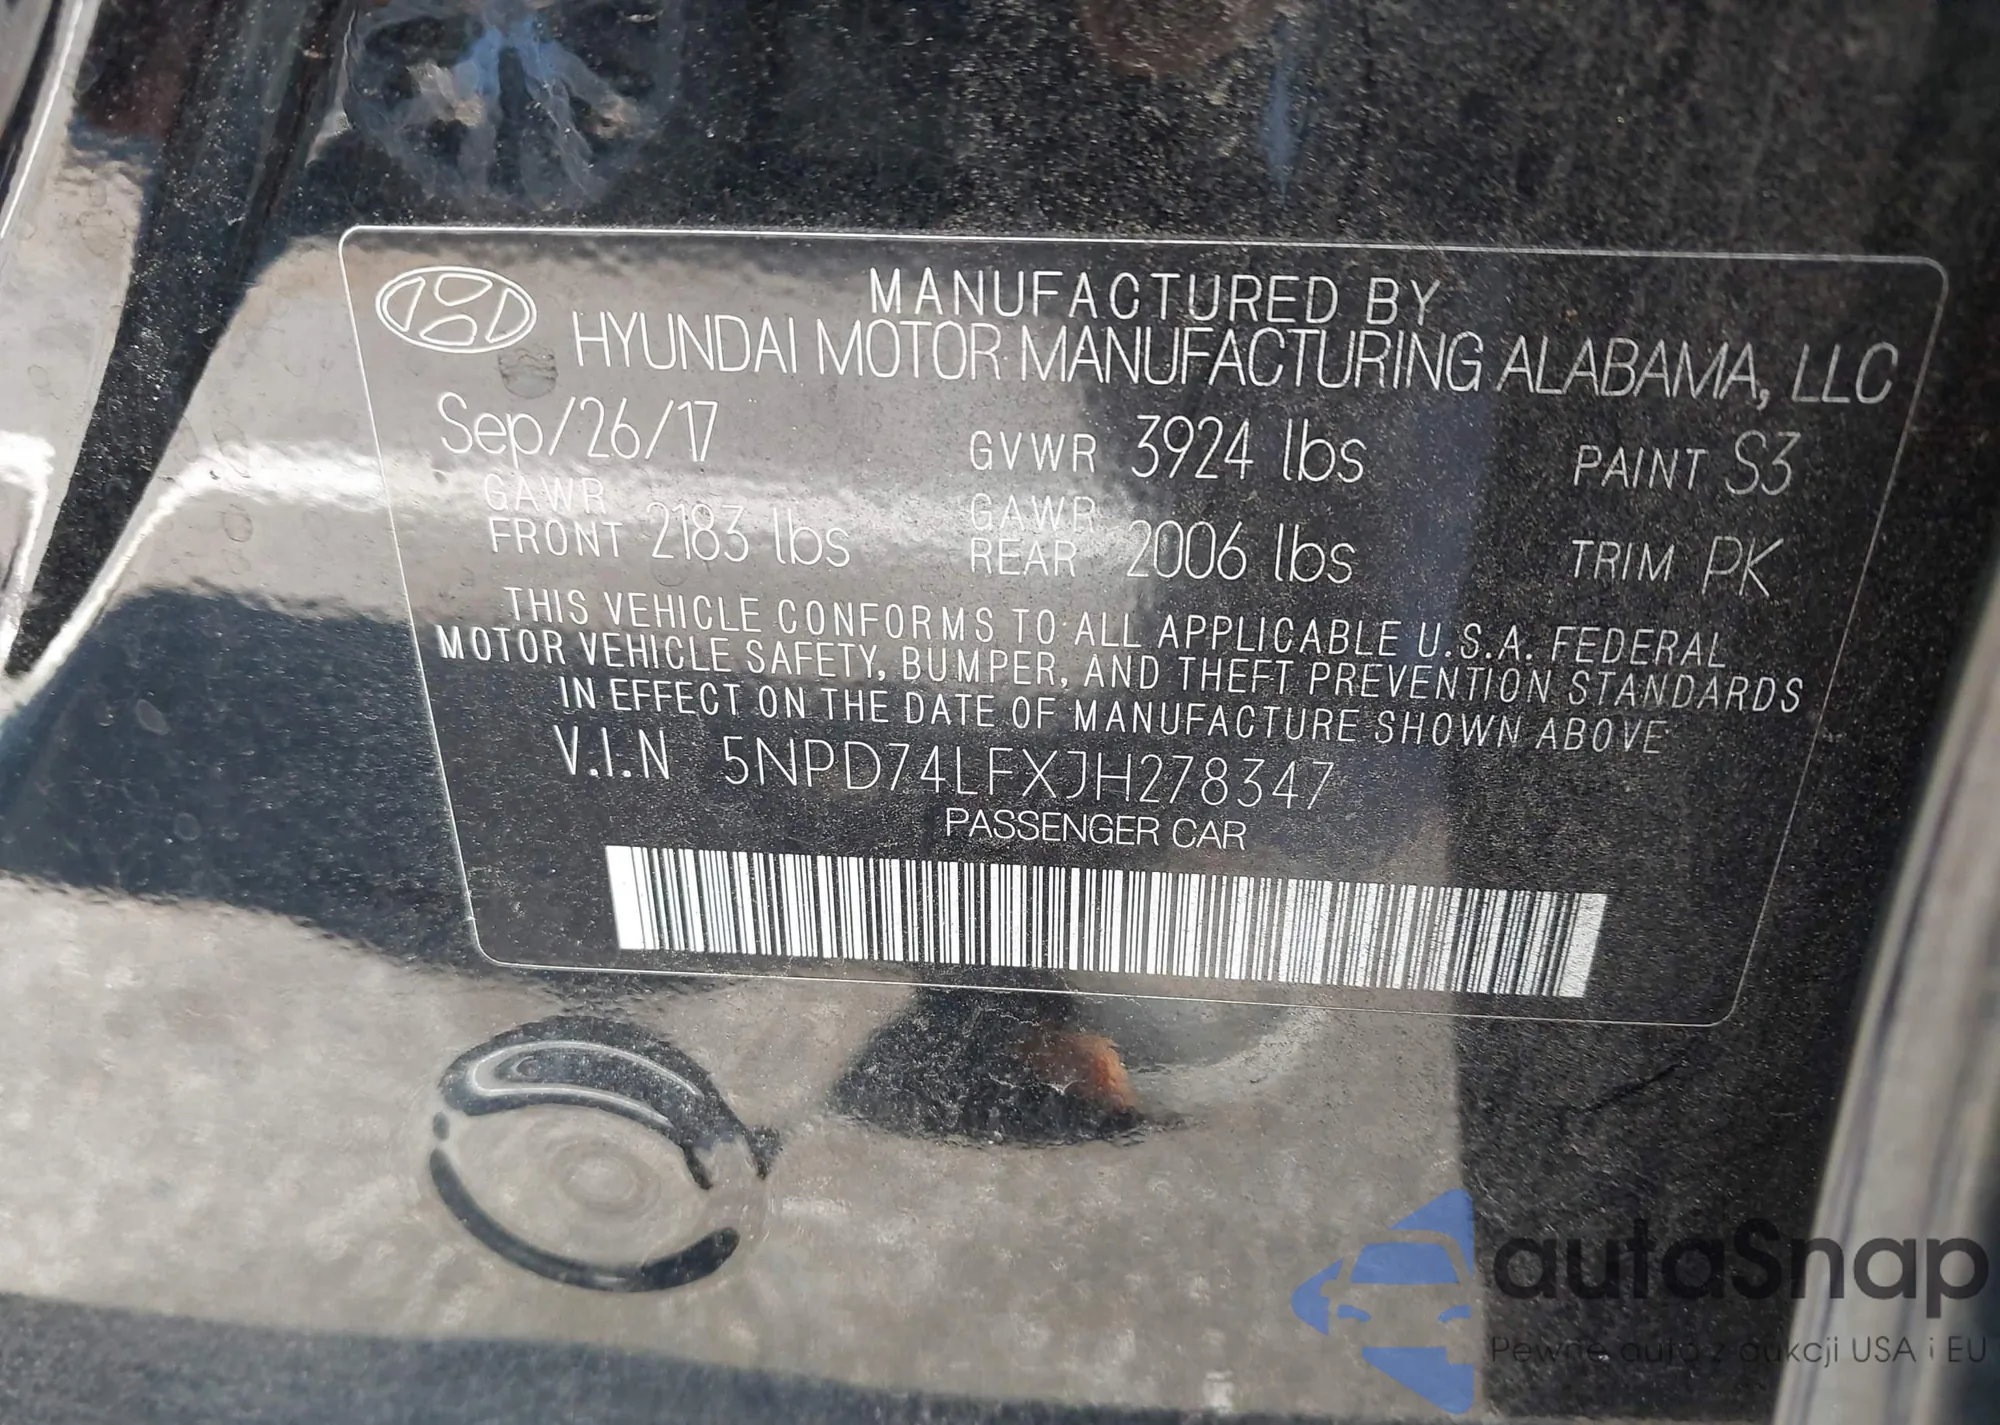 MANUFACTURED BY
HYUNDAI MOTOR MANUFACTURING ALABAMA, LLC
Sep/26/17 GVWR 3924 lbs PAINT S3
GAWR FRONT 2183 lbs GAWR REAR 2006 lbs TRIM PK
THIS VEHICLE CONFORMS TO ALL APPLICABLE U.S.A. FEDERAL
MOTOR VEHICLE SAFETY, BUMPER, AND THEFT PREVENTION STANDARDS
IN EFFECT ON THE DATE OF MANUFACTURE SHOWN ABOVE
V.I.N 5NPD74LFXJH278347
PASSENGER CAR
autaSnap
Pewne auta z aukcji USA i EU